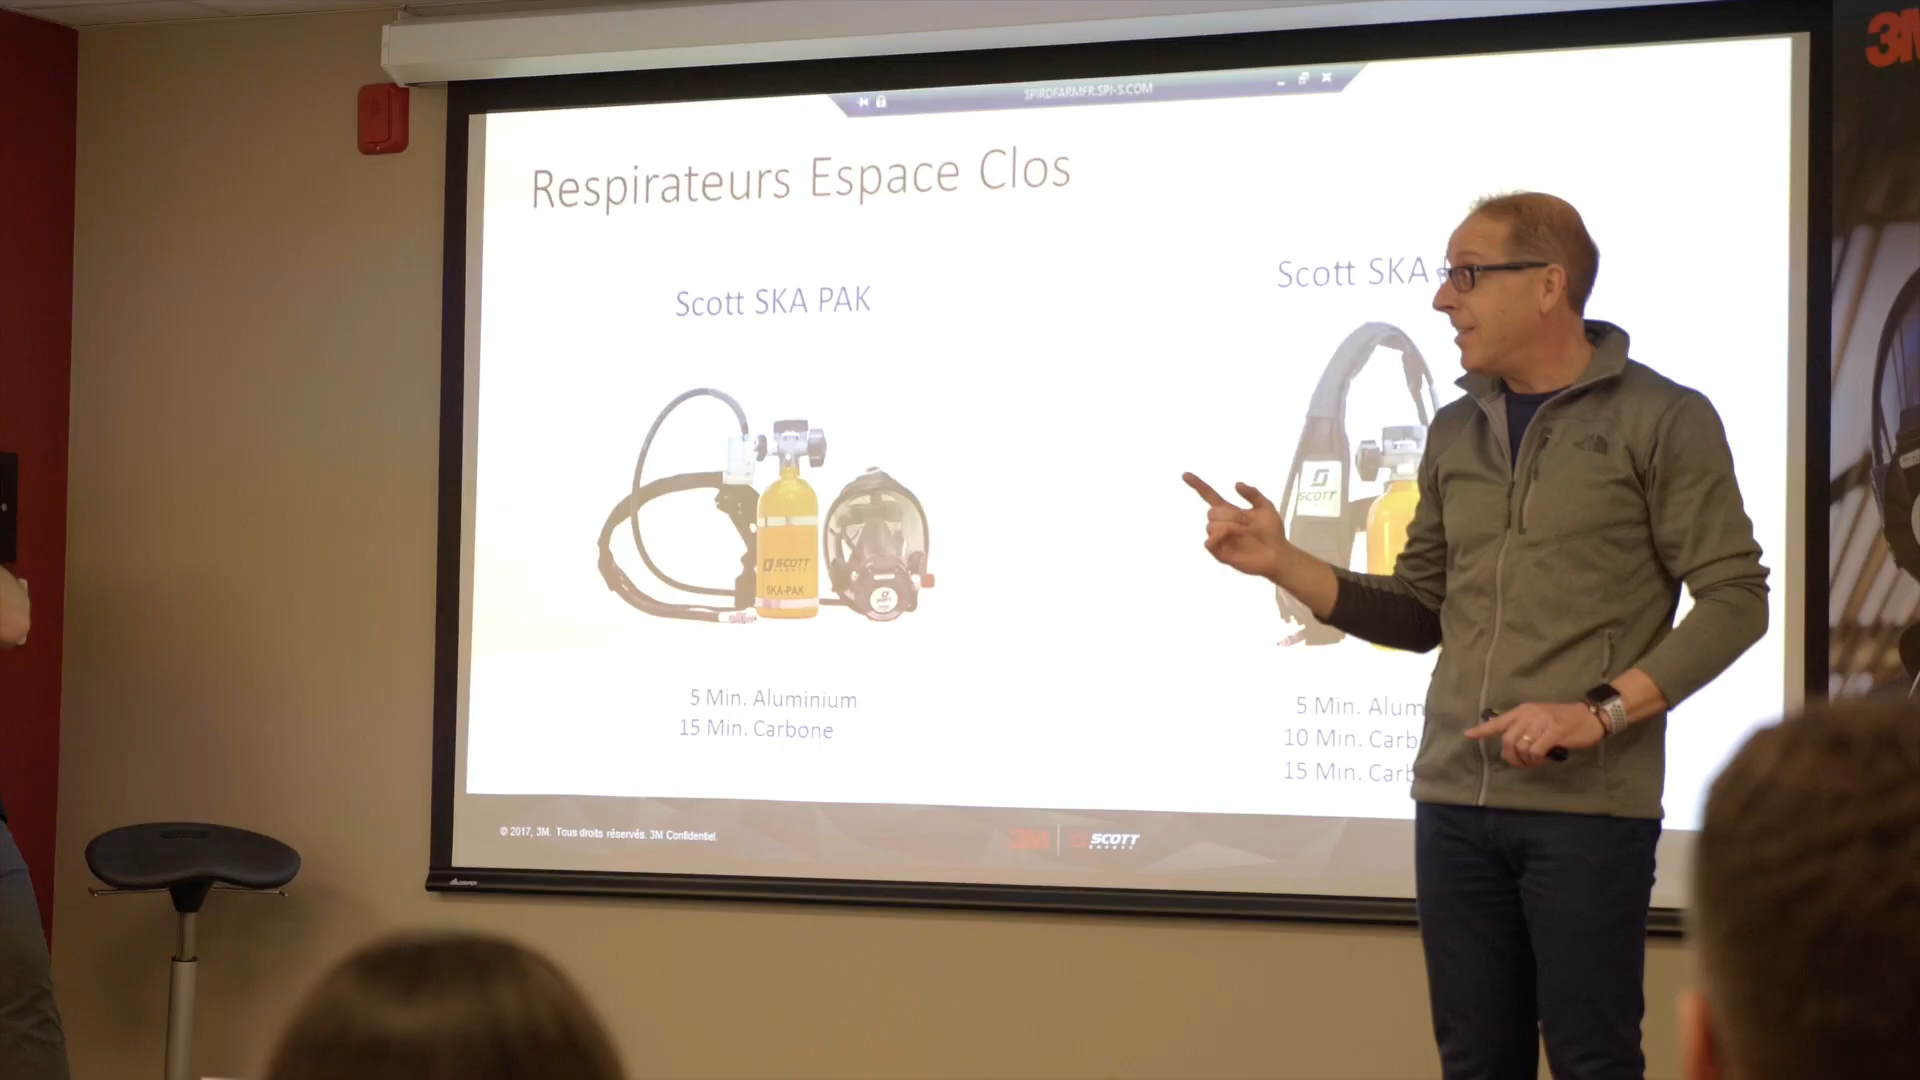 3M
SPIROFARMFR.SPI-S.COM
Respirateurs Espace Clos
Scott SKA PAK
Scott SKA
SCOTT
SCOTT
SKA-PAK
SCOTT
5 Min. Aluminium
15 Min. Carbone
5 Min. Alum
10 Min. Carb
15 Min. Carb
© 2017, 3M. Tous droits réservés. 3M Confidentiel.
3M SCOTT